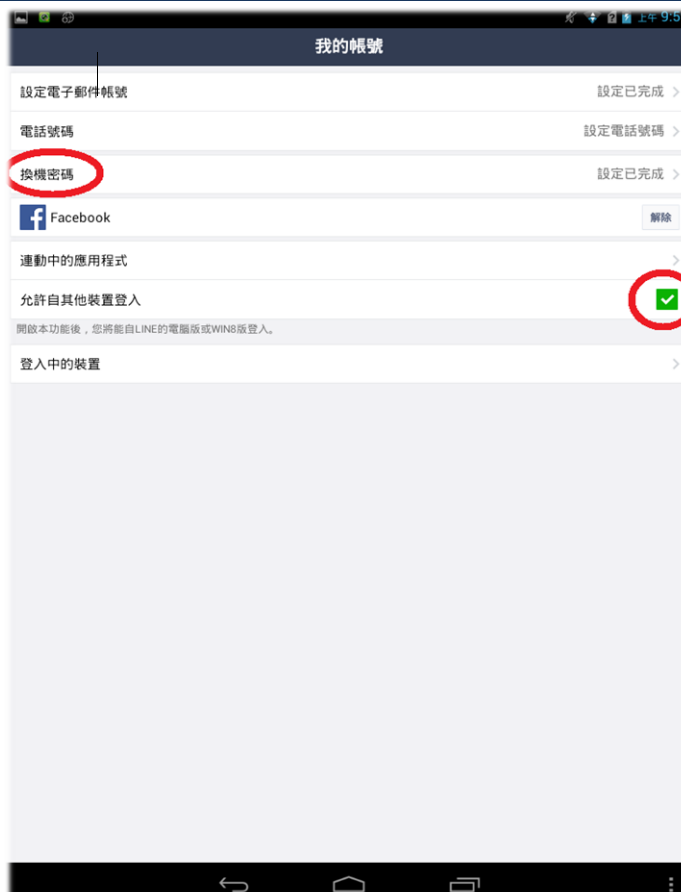 上午 9:5
我的帳號
設定電子郵件帳號 設定已完成
電話號碼 設定電話號碼
換機密碼 設定已完成
Facebook 解除
連動中的應用程式
允許自其他裝置登入
開啟本功能後，您將能自LINE的電腦版或WIN8版登入。
登入中的裝置